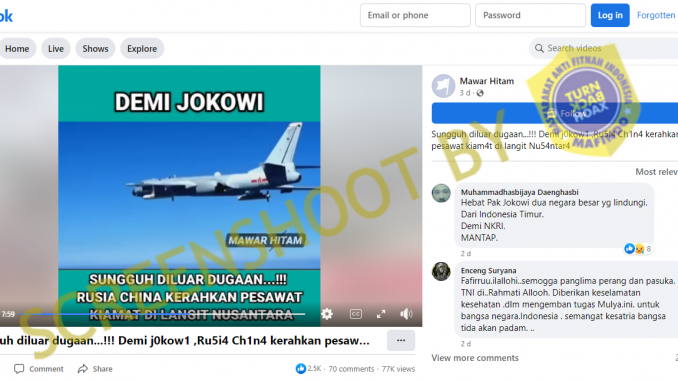 ok
Email or phone
Password
Log in
Forgotten
Home
Live
Shows
Explore
Search videos
DEMI JOKOWI
MAWAR HITAM
SUNGGUH DILUAR DUGAAN...!!!
RUSIA CHINA KERAHKAN PESAWAT
KIAMAT DI LANGIT NUSANTARA
7:59
uh diluar dugaan...!!! Demi j0kow1 ,Ru5i4 Ch1n4 kerahkan pesaw...
Comment
Share
2.5K · 70 comments · 77K views
Mawar Hitam
3 d
Follow
Sungguh diluar dugaan...!!! Demi j0kow1 ,Ru5i4 Ch1n4 kerahkan
pesawat kiam4t di langit Nu54ntar4
Most relev
Muhammadhasbijaya Daenghasbi
Hebat Pak Jokowi dua negara besar yg lindungi.
Dari Indonesia Timur.
Demi NKRI.
MANTAP.
8
2 d
Enceng Suryana
Fafirruu.ilallohi..semogga panglima perang dan pasuka.
TNI di..Rahmati Allooh. Diberikan keselamatan
kesehatan .dlm mengemban tugas Mulya.ini. untuk
bangsa negara.Indonesia . semangat kesatria bangsa
tida akan padam. ..
2 d
View more comments
SCREENSHOOT BY
MASYARAKAT ANTI FITNAH INDONESIA
TURN
BACK
HOAX
MAFINDO